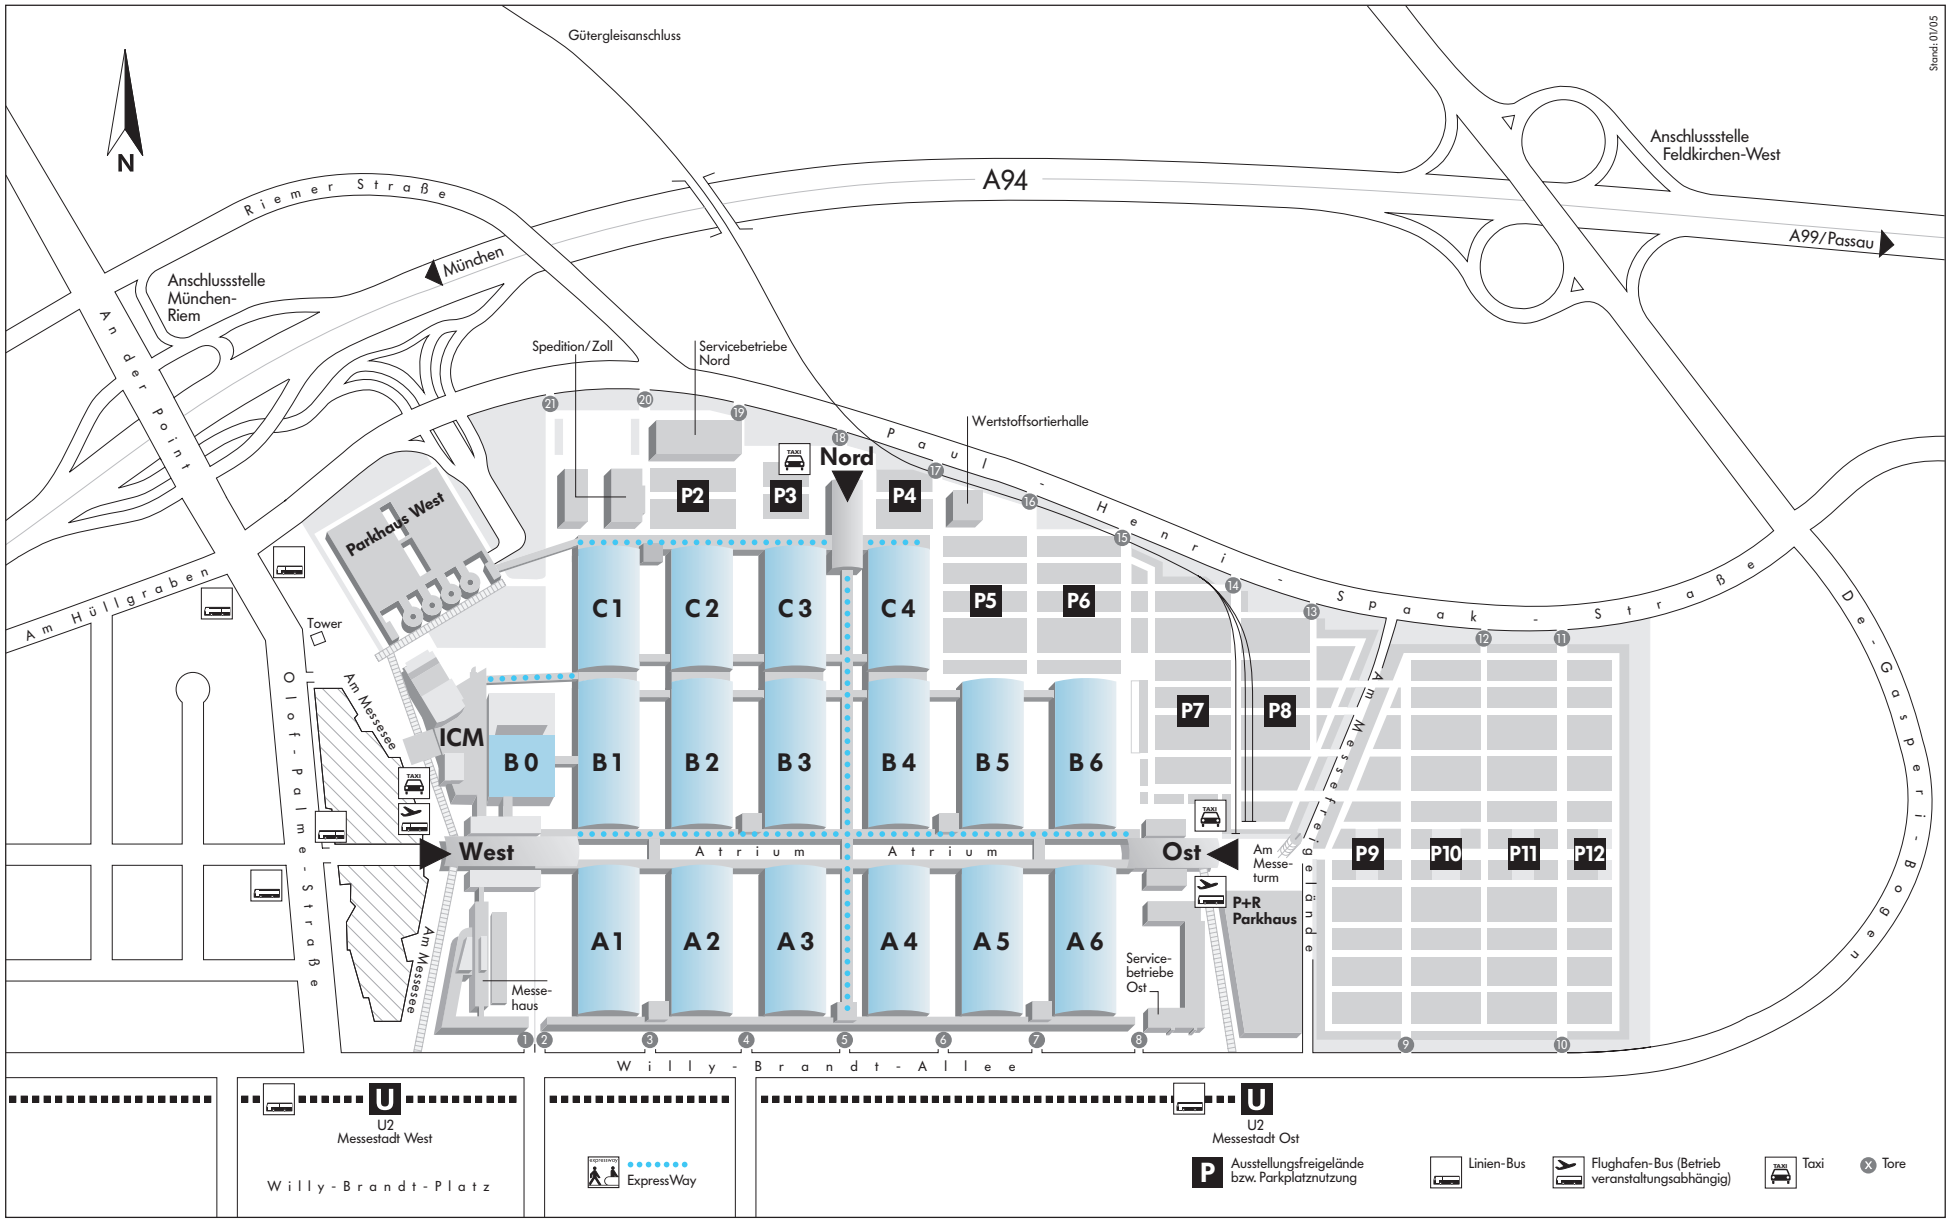 Gütergleisanschluss
Stand: 01/05
Anschlussstelle
Feldkirchen-West
A94
N
Riemer Straße
A99/Passau
München
Anschlussstelle
München-
Riem
An der Point
Spedition/Zoll
Servicebetriebe
Nord
21
20
19
18
TAXI
Nord
Paul-Henri-Spaak-Straße
Wertstoffsortierhalle
17
16
15
14
13
12
11
P2
P3
P4
Parkhaus West
Am Hüllgraben
Tower
C1
C2
C3
C4
P5
P6
De-Gasperi-Bogen
Olof-Palme-Straße
Am Messesee
ICM
B0
B1
B2
B3
B4
B5
B6
P7
P8
Am Messefreigelände
TAXI
TAXI
West
Atrium
Atrium
Ost
Am
Messe-
turm
P9
P10
P11
P12
P+R
Parkhaus
A1
A2
A3
A4
A5
A6
Am Messesee
Messe-
haus
Service-
betriebe
Ost
1
2
3
4
5
6
7
8
9
10
Willy-Brandt-Allee
U
U2
Messestadt West
U
U2
Messestadt Ost
Willy-Brandt-Platz
expressway
ExpressWay
P
Ausstellungsfreigelände
bzw. Parkplatznutzung
Linien-Bus
Flughafen-Bus (Betrieb
veranstaltungsabhängig)
TAXI
Taxi
x
Tore